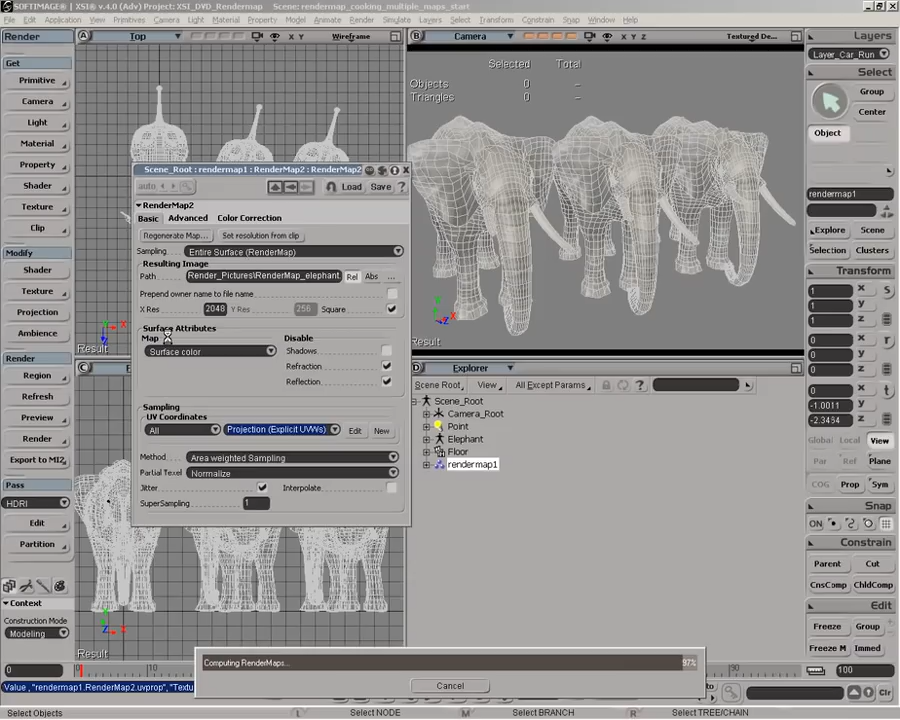 SOFTIMAGE® | XSI® v.4.0 (Adv) Project: XSI_DVD_Rendermap Scene: rendermap_cooking_multiple_maps_start
File Edit View Attachments Display Primitives Material Property Modify Animate Render Simulate Select System Constrain Snap Window Help
Render
Get
Primitive
Camera
Light
Material
Property
Shader
Texture
Clip
Modify
Shader
Texture
Projection
Ambience
Render
Region
Refresh
Preview
Render
Export to MI2
Pass
HDRI
Edit
Partition
Context
Construction Mode
Modeling
A Top X Y Wireframe
Result
B Camera X Y Z Textured De...
Selected Total
Objects 0 –
Triangles 0 –
Result
Scene_Root : rendermap1 : RenderMap2 : RenderMap2
auto Load Save ?
RenderMap2
Basic Advanced Color Correction
Regenerate Map... Set resolution from clip
Sampling Entire Surface (RenderMap)
Resulting Image
Path Render_Pictures\RenderMap_elephant Rel Abs ...
Prepend owner name to file name
X Res 2048 Y Res 256 Square
Surface Attributes
Map Disable
Surface color Shadows
Refraction
Reflection
Sampling
UV Coordinates
All Projection (Explicit UVWs) Edit New
Method Area weighted Sampling
Partial Texel Normalize
Jitter Interpolate
SuperSampling 1
C
Result
D Explorer
Scene Root View All Except Params
Scene_Root
Camera_Root
Point
Elephant
Floor
rendermap1
Layers
Layer_Car_Run
Select
Group
Center
Object
rendermap1
Explore Scene
Selection Clusters
Transform
1 x S
1 y
1 z
0 x r
0 y
0 z
0 x t
-1.0011 y
-2.3454 z
Global Local View
Par Ref Plane
COG Prop Sym
Snap
ON
Constrain
Parent Cut
CnsComp ChldComp
Edit
Freeze Group
Freeze M Immed
Computing RenderMaps... 97%
Cancel
0 10 90 100
Value , "rendermap1.RenderMap2.uvprop", "Textu
Select Objects L Select NODE M Select BRANCH R Select TREE/CHAIN